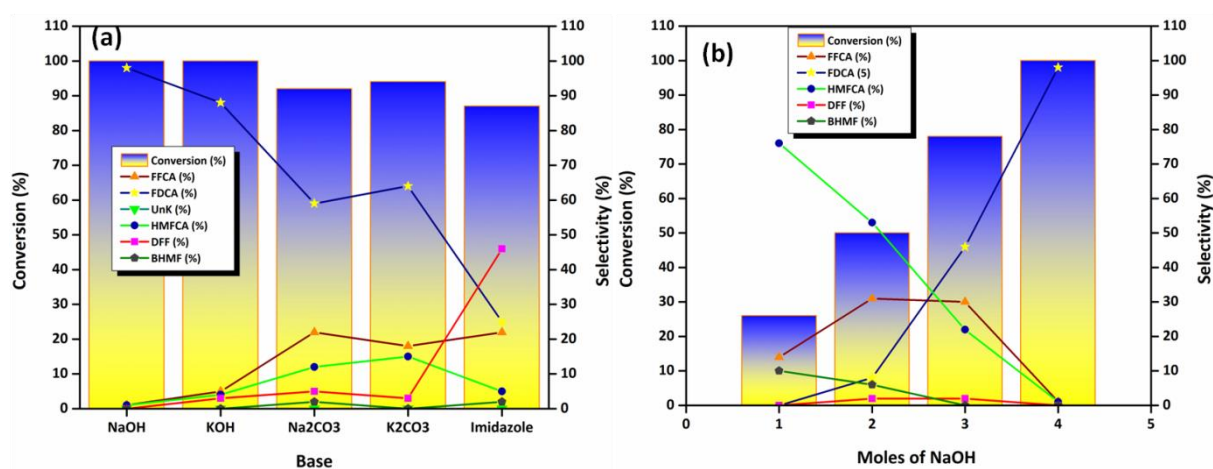 (a)
110
100
90
80
70
60
50
40
30
20
10
0
Conversion (%)
Conversion (%)
FFCA (%)
FDCA (%)
UnK (%)
HMFCA (%)
DFF (%)
BHMF (%)
NaOH KOH Na2CO3 K2CO3 Imidazole
Base
110
100
90
80
70
60
50
40
30
20
10
0
Selectivity (%)
(b)
110
100
90
80
70
60
50
40
30
20
10
0
Conversion (%)
Conversion (%)
FFCA (%)
FDCA (5)
HMFCA (%)
DFF (%)
BHMF (%)
0 1 2 3 4 5
Moles of NaOH
110
100
90
80
70
60
50
40
30
20
10
0
Selectivity (%)